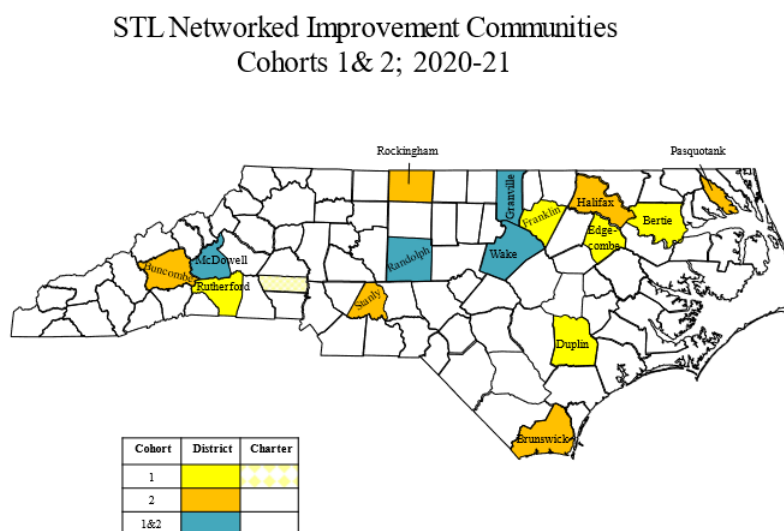 STL Networked Improvement Communities
Cohorts 1& 2; 2020-21
Rockingham
Pasquotank
Granville
Franklin
Halifax
Bertie
Edge-
combe
McDowell
Randolph
Wake
Buncombe
Rutherford
Stanly
Duplin
Brunswick
Cohort District Charter
1
2
1&2